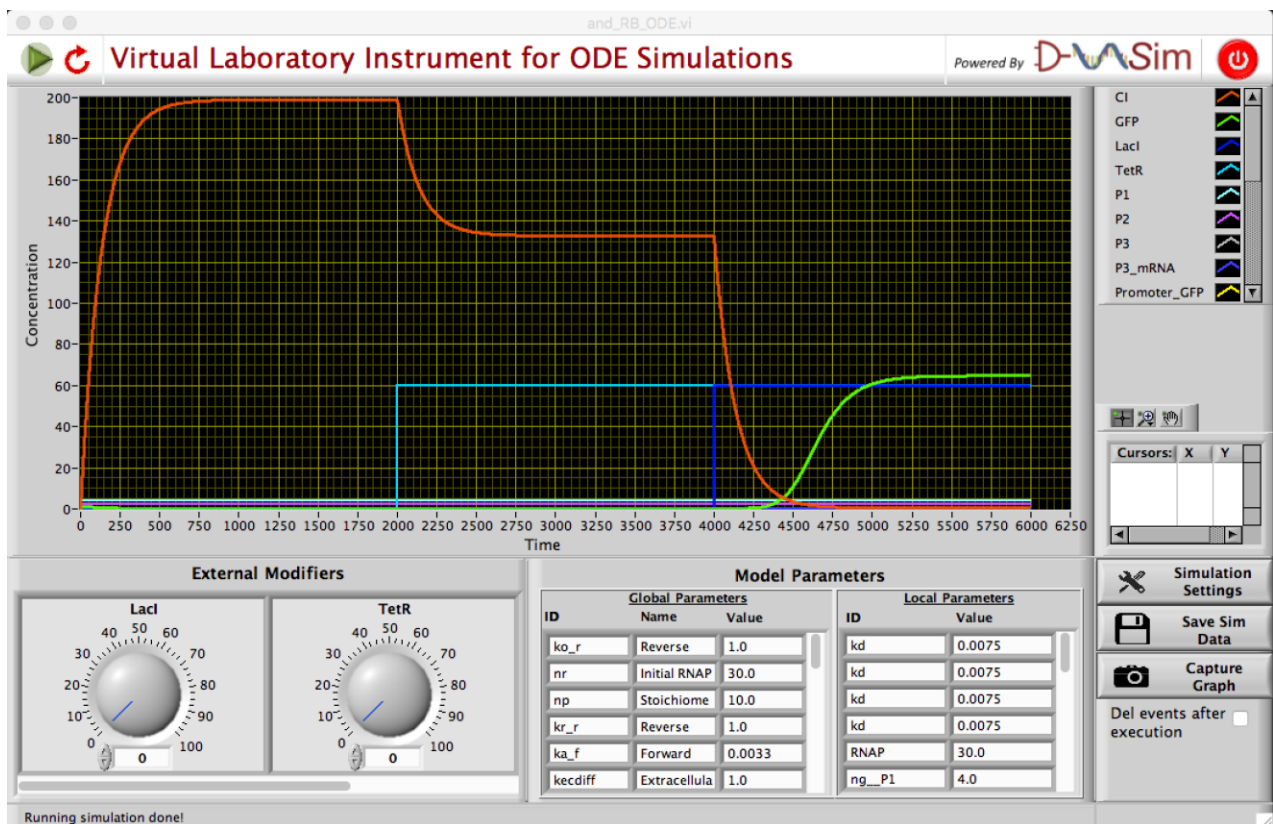 and_RB_ODE.vi
Virtual Laboratory Instrument for ODE Simulations
Powered By D-VASim
Concentration
200
180
160
140
120
100
80
60
40
20
0
0 250 500 750 1000 1250 1500 1750 2000 2250 2500 2750 3000 3250 3500 3750 4000 4250 4500 4750 5000 5250 5500 5750 6000 6250
Time
CI
GFP
LacI
TetR
P1
P2
P3
P3_mRNA
Promoter_GFP
Cursors: X Y
External Modifiers
LacI
0 10 20 30 40 50 60 70 80 90 100
0
TetR
0 10 20 30 40 50 60 70 80 90 100
0
Model Parameters
Global Parameters
ID Name Value
ko_r Reverse 1.0
nr Initial RNAP 30.0
np Stoichiome 10.0
kr_r Reverse 1.0
ka_f Forward 0.0033
kecdiff Extracellula 1.0
Local Parameters
ID Value
kd 0.0075
kd 0.0075
kd 0.0075
kd 0.0075
RNAP 30.0
ng__P1 4.0
Simulation
Settings
Save Sim
Data
Capture
Graph
Del events after
execution
Running simulation done!